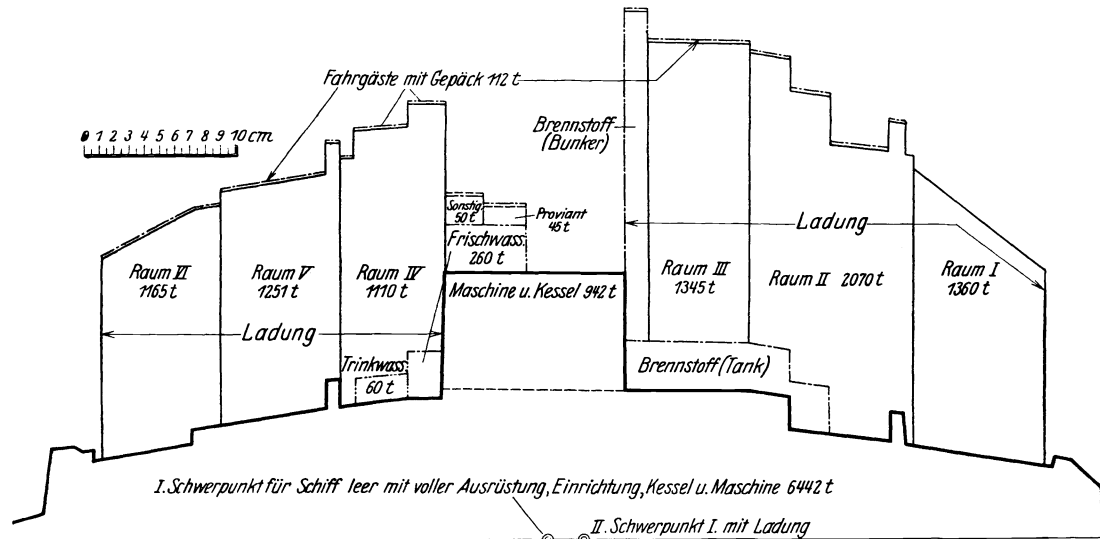 Fahrgäste mit Gepäck 112 t
0 1 2 3 4 5 6 7 8 9 10 cm
Brennstoff
(Bunker)
Sonstig.
50 t
Proviant
45 t
Frischwass.
260 t
Ladung
Raum VI
1165 t
Raum V
1251 t
Raum IV
1110 t
Maschine u. Kessel 942 t
Raum III
1345 t
Raum II 2070 t
Raum I
1360 t
Ladung
Trinkwass.
60 t
Brennstoff (Tank)
I. Schwerpunkt für Schiff leer mit voller Ausrüstung, Einrichtung, Kessel u. Maschine 6442 t
II. Schwerpunkt I. mit Ladung